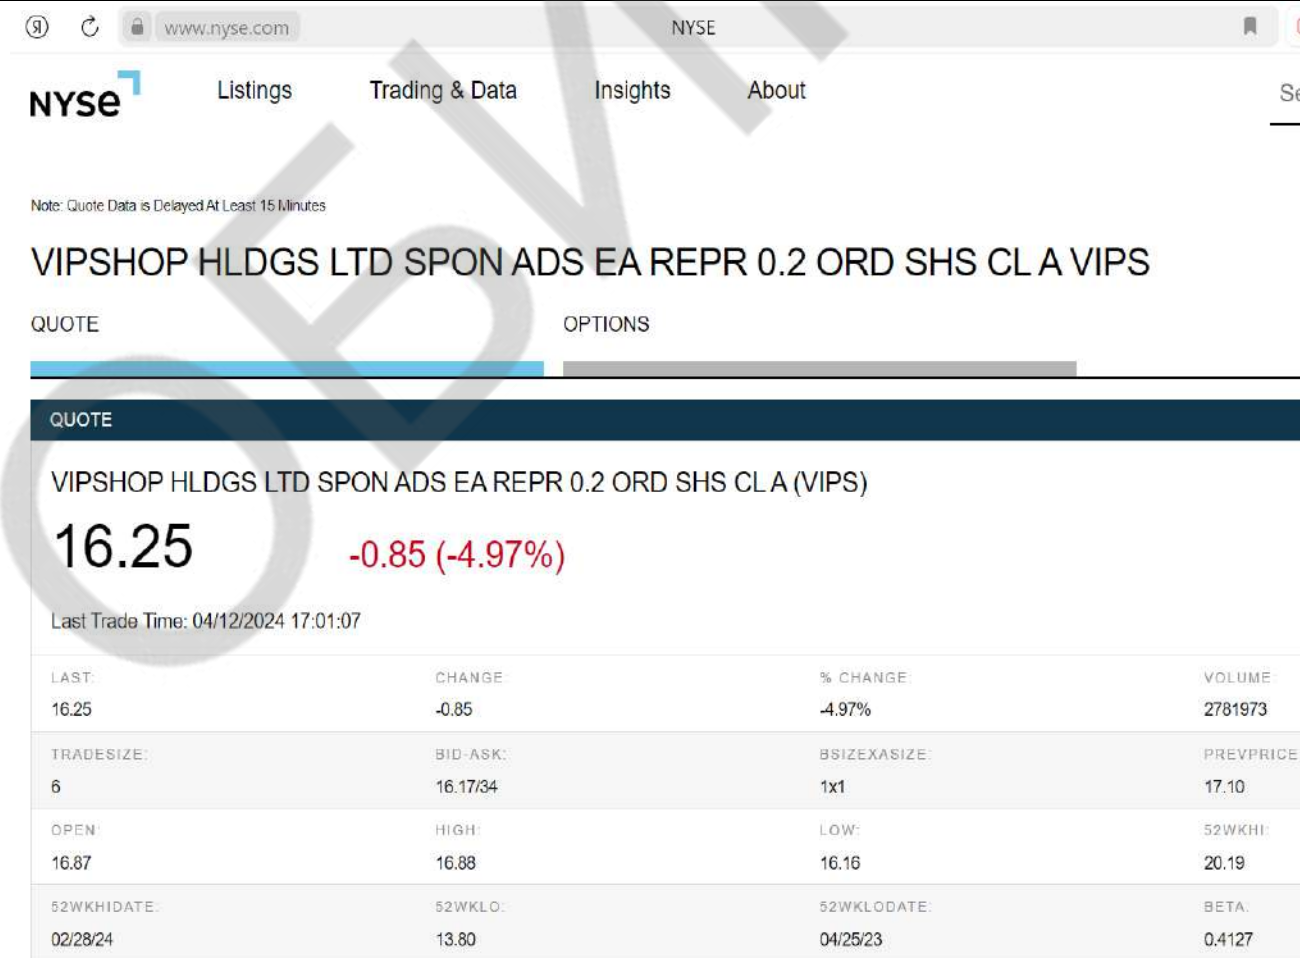 www.nyse.com NYSE
NYSE Listings Trading & Data Insights About Se
Note: Quote Data is Delayed At Least 15 Minutes
VIPSHOP HLDGS LTD SPON ADS EA REPR 0.2 ORD SHS CL A VIPS
QUOTE OPTIONS
QUOTE
VIPSHOP HLDGS LTD SPON ADS EA REPR 0.2 ORD SHS CL A (VIPS)
16.25 -0.85 (-4.97%)
Last Trade Time: 04/12/2024 17:01:07
LAST: CHANGE: % CHANGE: VOLUME:
16.25 -0.85 -4.97% 2781973
TRADESIZE: BID-ASK: BSIZEXASIZE: PREVPRICE
6 16.17/34 1x1 17.10
OPEN: HIGH: LOW: 52WKHI:
16.87 16.88 16.16 20.19
52WKHIDATE: 52WKLO: 52WKLODATE: BETA:
02/28/24 13.80 04/25/23 0.4127